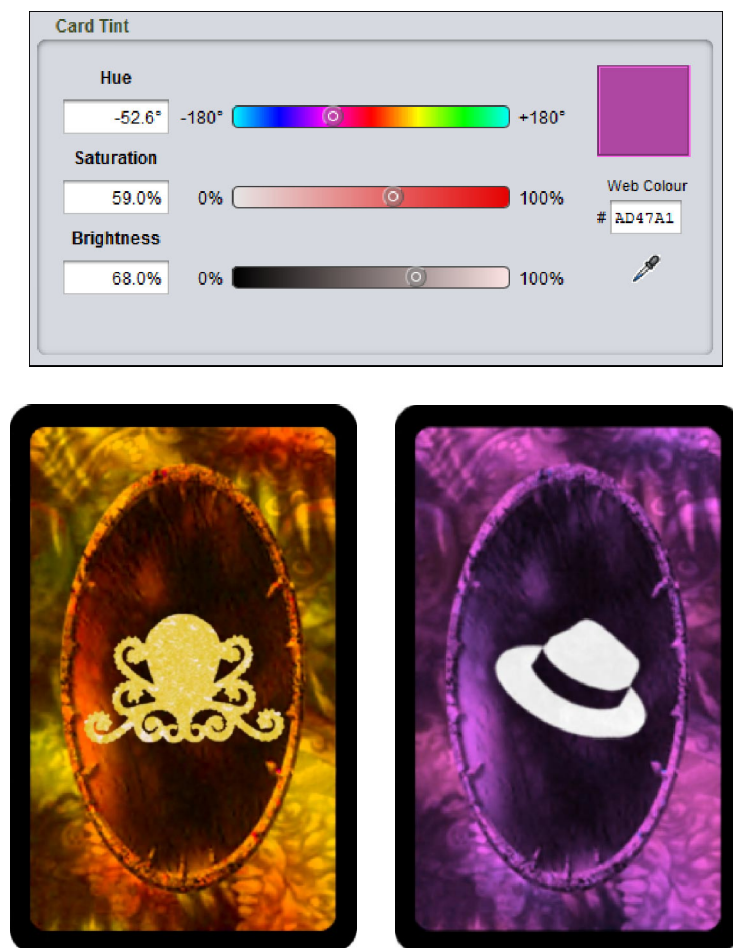 Card Tint
Hue
-52.6° -180° +180°
Saturation
59.0% 0% 100%
Web Colour
# AD47A1
Brightness
68.0% 0% 100%